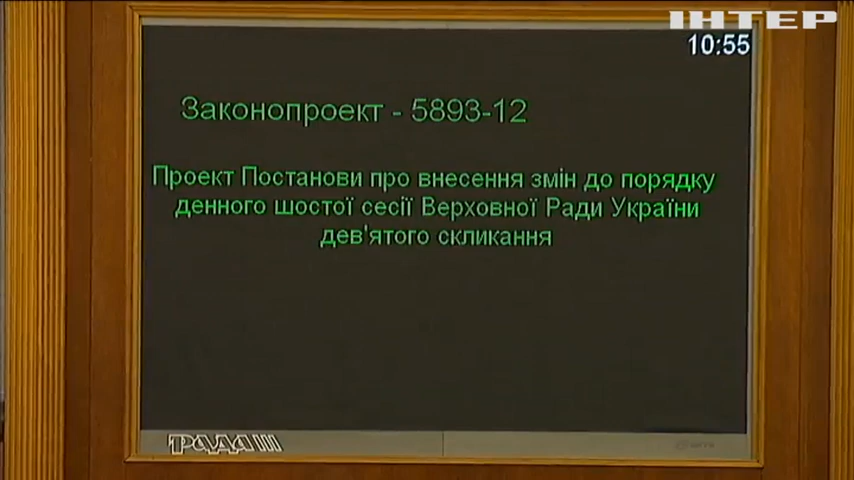 ІНТЕР
10:55
Законопроект - 5893-12
Проект Постанови про внесення змін до порядку
денного шостої сесії Верховної Ради України
дев'ятого скликання
РАДА III